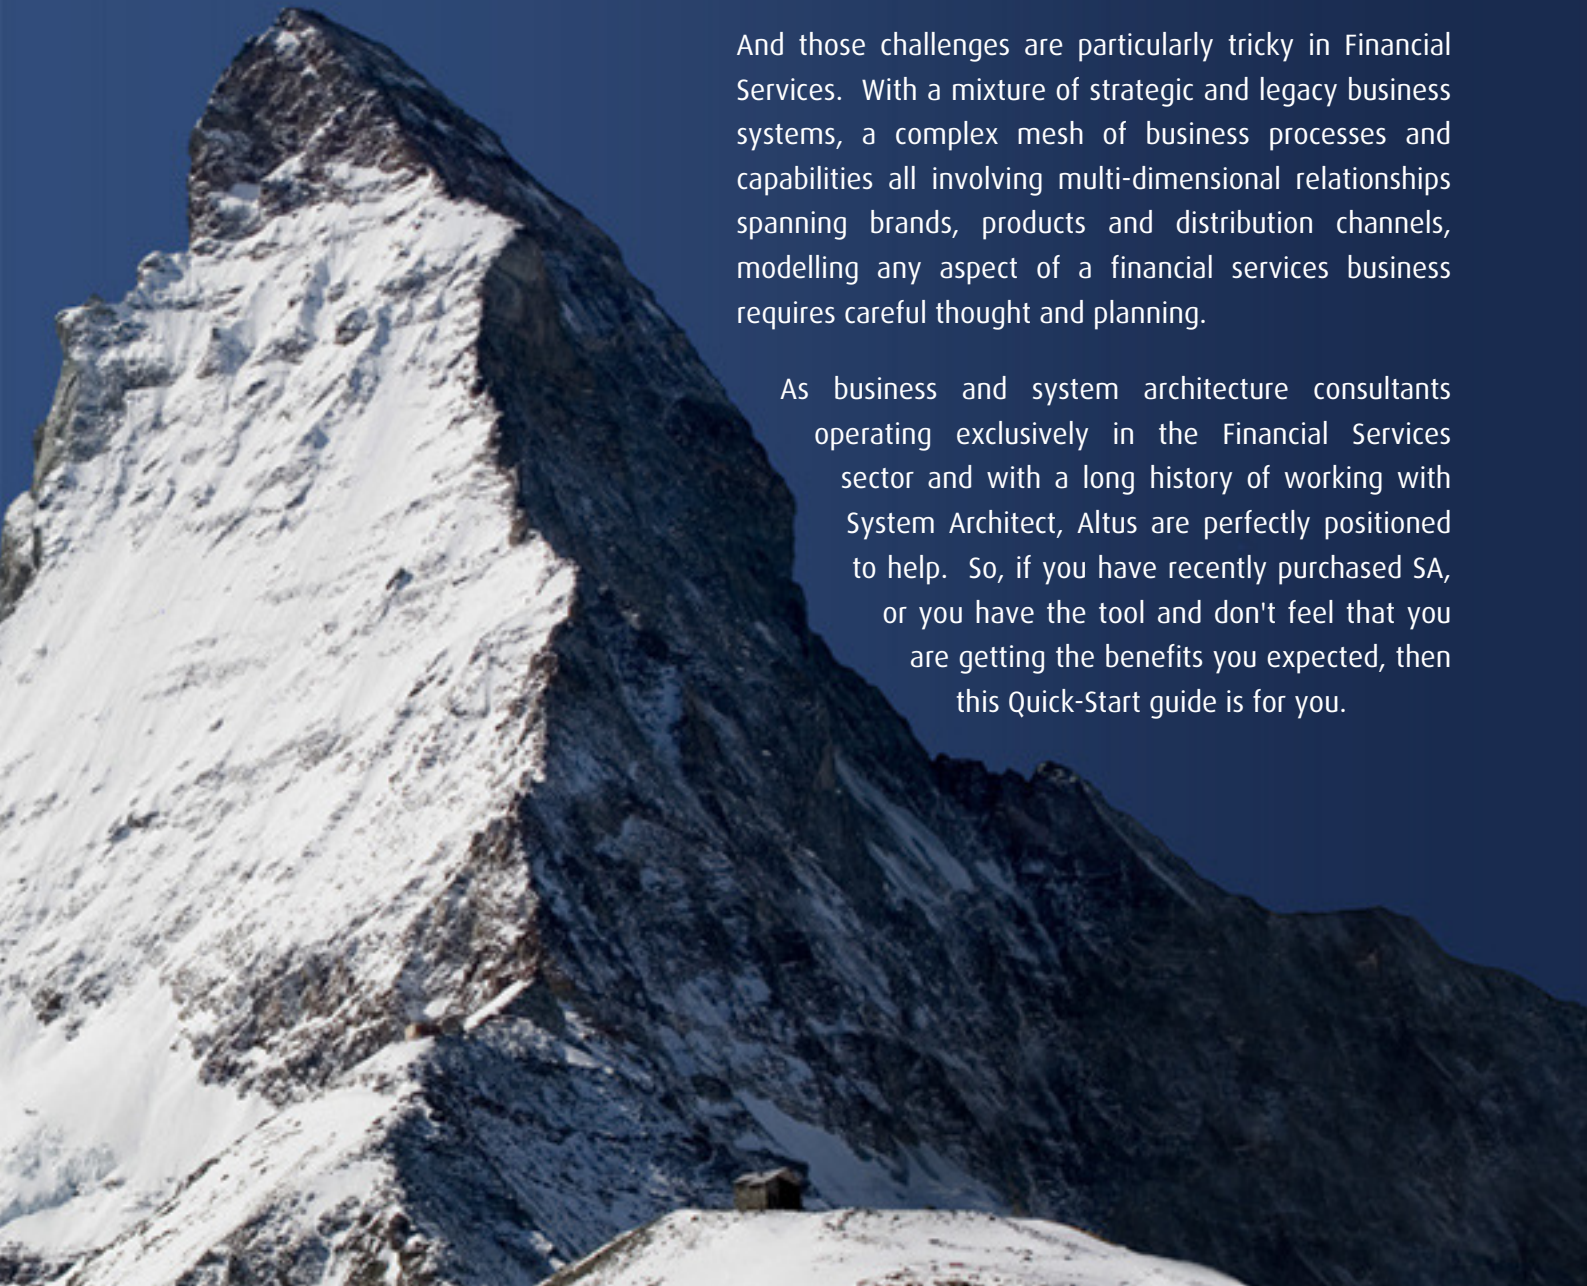 And those challenges are particularly tricky in Financial
Services. With a mixture of strategic and legacy business
systems, a complex mesh of business processes and
capabilities all involving multi-dimensional relationships
spanning brands, products and distribution channels,
modelling any aspect of a financial services business
requires careful thought and planning.
As business and system architecture consultants
operating exclusively in the Financial Services
sector and with a long history of working with
System Architect, Altus are perfectly positioned
to help. So, if you have recently purchased SA,
or you have the tool and don't feel that you
are getting the benefits you expected, then
this Quick-Start guide is for you.